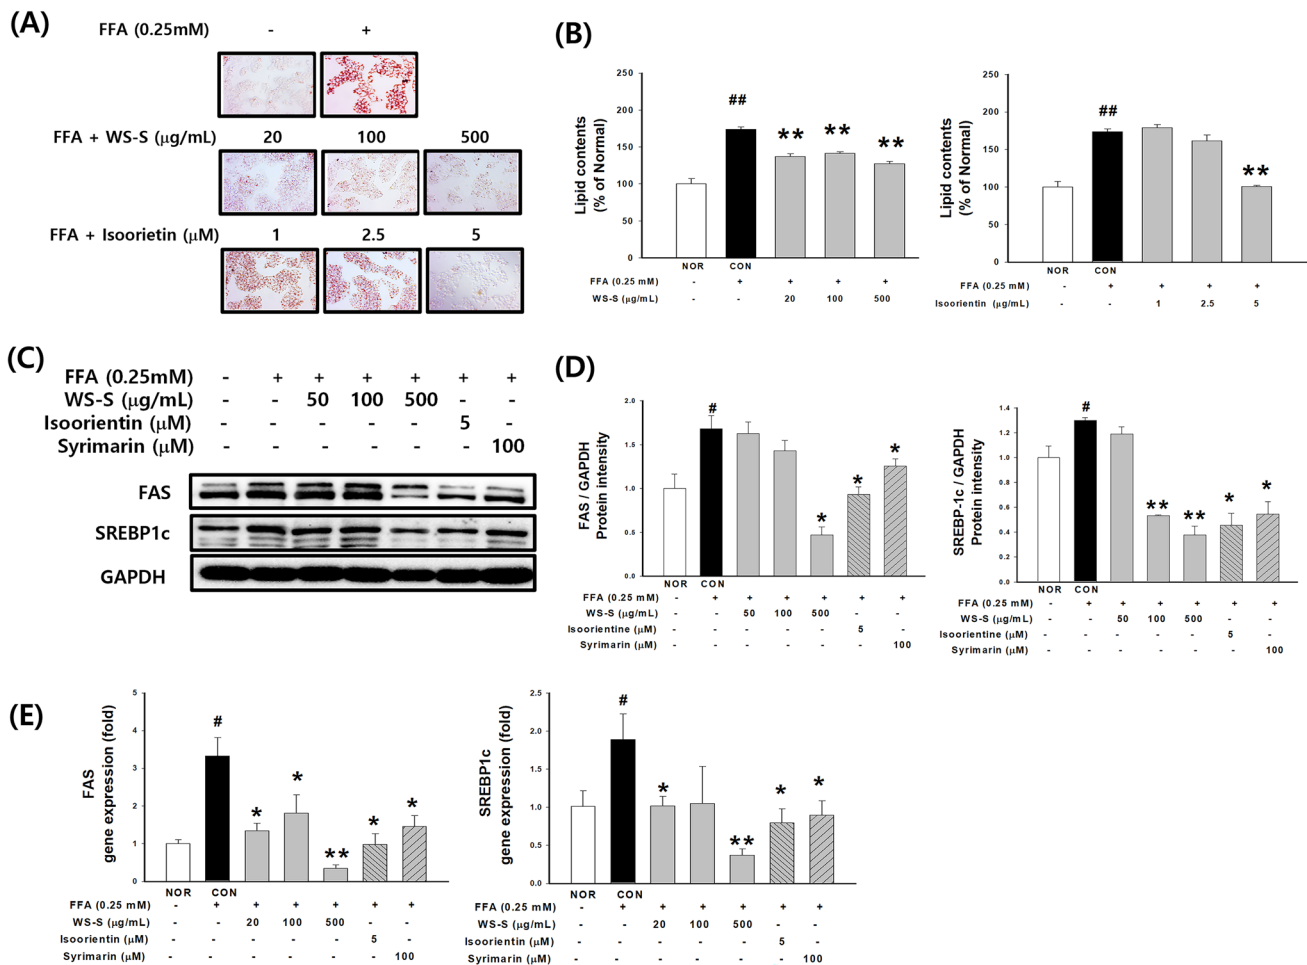 (A)
FFA (0.25mM) - +
FFA + WS-S (μg/mL) 20 100 500
FFA + Isoorietin (μM) 1 2.5 5
(B)
Lipid contents
(% of Normal)
250
200
150
100
50
0
## ** ** **
NOR CON
FFA (0.25 mM) - + + + +
WS-S (μg/mL) - - 20 100 500
Lipid contents
(% of Normal)
250
200
150
100
50
0
## **
NOR CON
FFA (0.25 mM) - + + + +
Isoorientin (μg/mL) - - 1 2.5 5
(C)
FFA (0.25mM) - + + + + + +
WS-S (μg/mL) - - 50 100 500 - -
Isoorientin (μM) - - - - - 5 -
Syrimarin (μM) - - - - - - 100
FAS
SREBP1c
GAPDH
(D)
FAS / GAPDH
Protein intensity
2.0
1.5
1.0
0.5
0.0
# * * *
NOR CON
FFA (0.25 mM) - + + + + + +
WS-S (μg/mL) - - 50 100 500 - -
Isoorientine (μM) - - - - - 5 -
Syrimarin (μM) - - - - - - 100
SREBP-1c / GAPDH
Protein intensity
1.4
1.2
1.0
0.8
0.6
0.4
0.2
0.0
# ** ** * *
NOR CON
FFA (0.25 mM) - + + + + + +
WS-S (μg/mL) - - 50 100 500 - -
Isoorientine (μM) - - - - - 5 -
Syrimarin (μM) - - - - - - 100
(E)
FAS
gene expression (fold)
5
4
3
2
1
0
# * * ** * *
NOR CON
FFA (0.25 mM) - + + + + + +
WS-S (μg/mL) - - 20 100 500 - -
Isoorientin (μM) - - - - - 5 -
Syrimarin (μM) - - - - - - 100
SREBP1c
gene expression (fold)
2.5
2.0
1.5
1.0
0.5
0.0
# * ** * *
NOR CON
FFA (0.25 mM) - + + + + + +
WS-S (μg/mL) - - 20 100 500 - -
Isoorientin (μM) - - - - - 5 -
Syrimarin (μM) - - - - - - 100